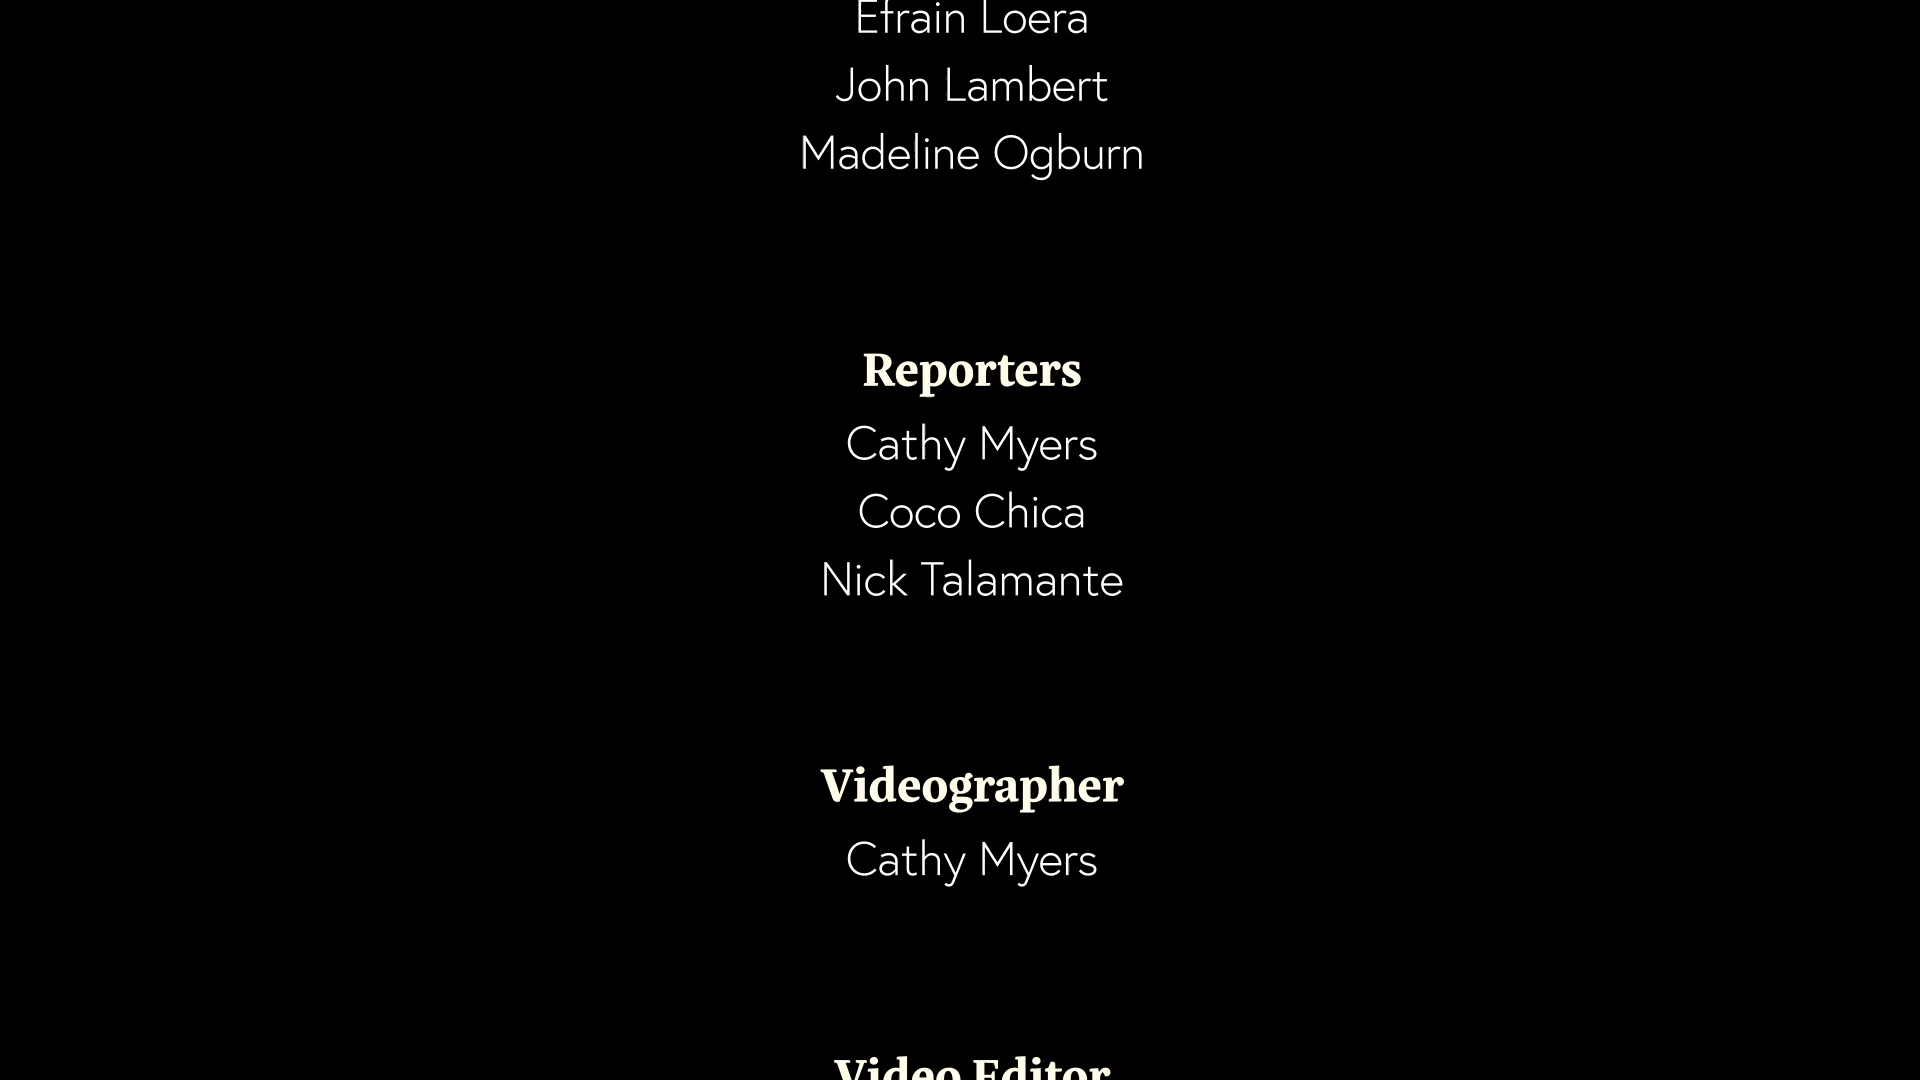 Efrain Loera
John Lambert
Madeline Ogburn
Reporters
Cathy Myers
Coco Chica
Nick Talamante
Videographer
Cathy Myers
Video Editor